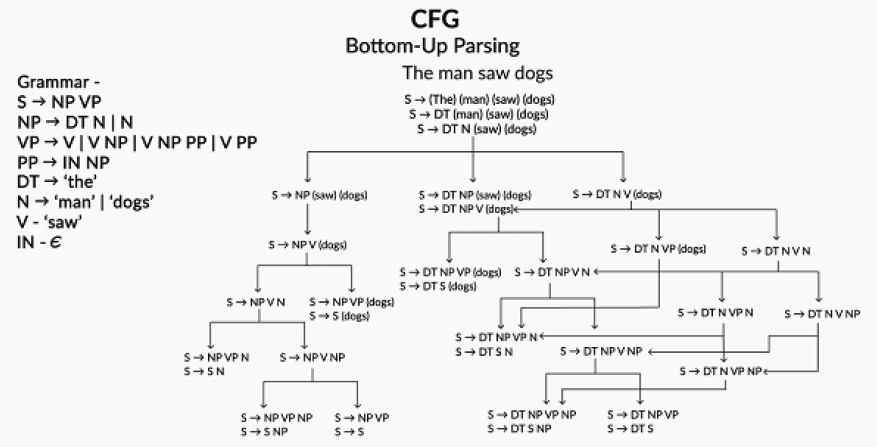 CFG
Bottom-Up Parsing
The man saw dogs
Grammar -
S → NP VP
NP → DT N | N
VP → V | V NP | V NP PP | V PP
PP → IN NP
DT → ‘the’
N → ‘man’ | ‘dogs’
V - ‘saw’
IN - ϵ
S → (The) (man) (saw) (dogs)
S → DT (man) (saw) (dogs)
S → DT N (saw) (dogs)
S → NP (saw) (dogs)
S → DT NP (saw) (dogs)
S → DT NP V (dogs)
S → DT N V (dogs)
S → NP V (dogs)
S → DT N VP (dogs)
S → DT N V N
S → DT NP VP (dogs)
S → DT S (dogs)
S → DT NP V N
S → NP V N
S → NP VP (dogs)
S → S (dogs)
S → DT N VP N
S → DT N V NP
S → DT NP VP N
S → DT S N
S → DT NP V NP
S → NP VP N
S → S N
S → NP V NP
S → DT N VP NP
S → NP VP NP
S → S NP
S → NP VP
S → S
S → DT NP VP NP
S → DT S NP
S → DT NP VP
S → DT S